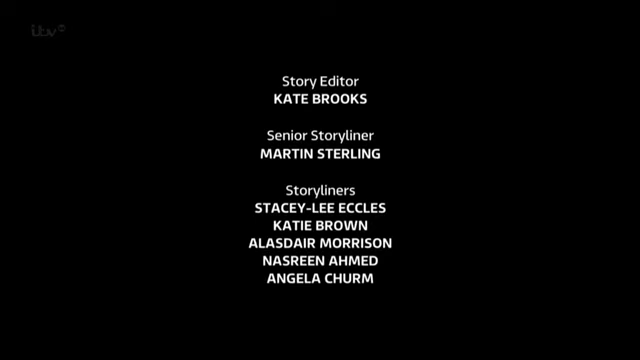 itv
Story Editor
KATE BROOKS
Senior Storyliner
MARTIN STERLING
Storyliners
STACEY-LEE ECCLES
KATIE BROWN
ALASDAIR MORRISON
NASREEN AHMED
ANGELA CHURM